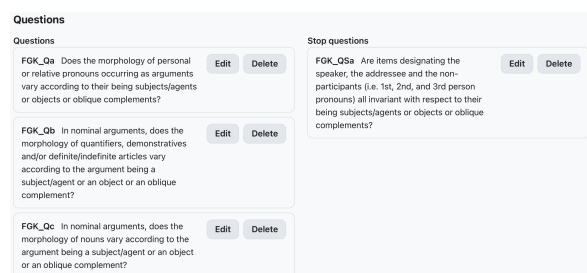 Questions
Questions
FGK_Qa Does the morphology of personal
or relative pronouns occurring as arguments
vary according to their being subjects/agents
or objects or oblique complements?
Edit Delete
FGK_Qb In nominal arguments, does the
morphology of quantifiers, demonstratives
and/or definite/indefinite articles vary
according to the argument being a
subject/agent or an object or an oblique
complement?
Edit Delete
FGK_Qc In nominal arguments, does the
morphology of nouns vary according to the
argument being a subject/agent or an object
or an oblique complement?
Edit Delete
Stop questions
FGK_QSa Are items designating the
speaker, the addressee and the non-
participants (i.e. 1st, 2nd, and 3rd person
pronouns) all invariant with respect to their
being subjects/agents or objects or oblique
complements?
Edit Delete